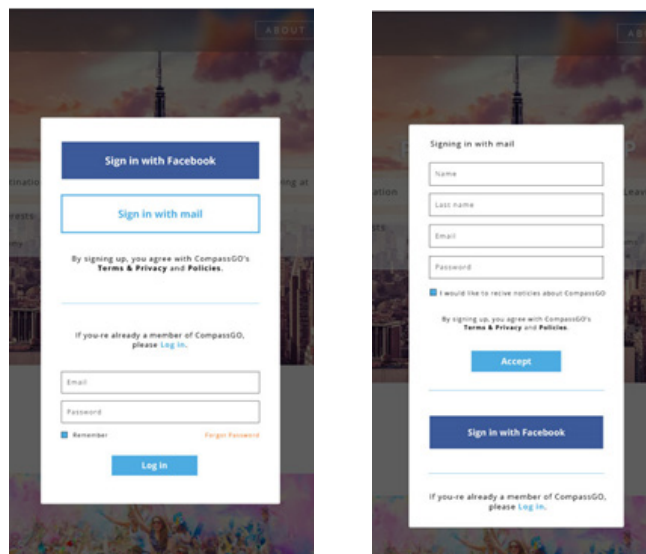 ABOUT
Sign in with Facebook
Sign in with mail
By signing up, you agree with CompassGO's
Terms & Privacy and Policies.
If you-re already a member of CompassGO,
please Log in.
Email
Password
Remember
Forgot Password
Log in
Signing in with mail
Name
Last name
Email
Password
I would like to recive noticies about CompassGO
By signing up, you agree with CompassGO's
Terms & Privacy and Policies.
Accept
Sign in with Facebook
If you-re already a member of CompassGO,
please Log in.